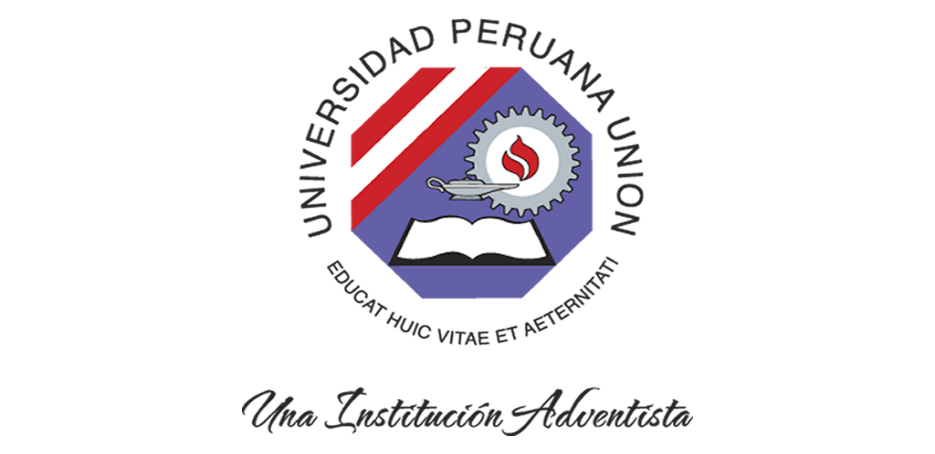 UNIVERSIDAD PERUANA UNION
EDUCAT HUIC VITAE ET AETERNITATI
Una Institución Adventista